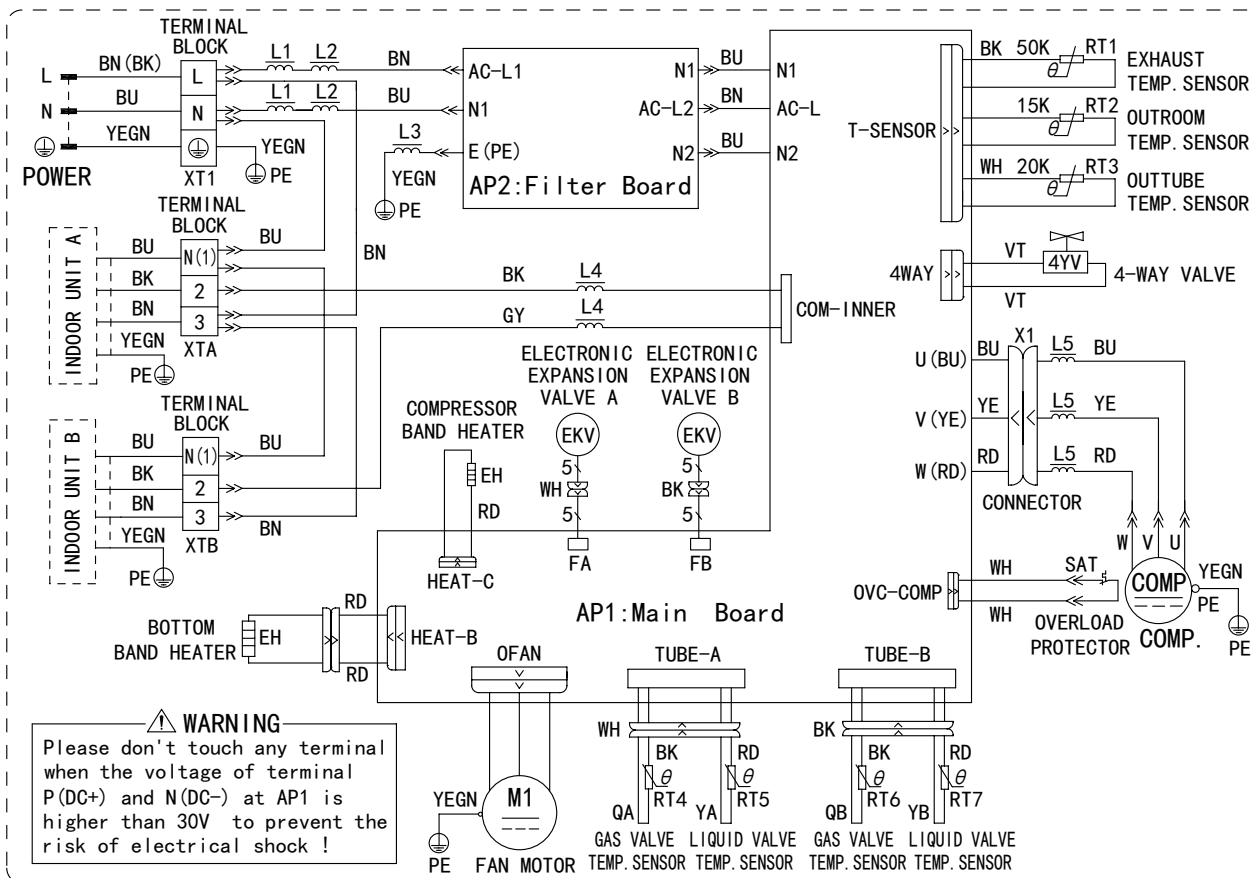 TERMINAL
BLOCK
L BN(BK) L
N BU N
YEGN
POWER
XT1
YEGN
PE
L1 L2 BN
L1 L2 BU
L3
YEGN
PE
AC-L1
N1
E(PE)
N1 BU N1
AC-L2 BN AC-L
N2 BU N2
AP2:Filter Board
T-SENSOR
BK 50K θ RT1
EXHAUST
TEMP.SENSOR
15K θ RT2
OUTROOM
TEMP.SENSOR
WH 20K θ RT3
OUTTUBE
TEMP.SENSOR
TERMINAL
BLOCK
INDOOR UNIT A
BU N(1) BU
BK 2
BN 3
YEGN
PE
XTA
BN
BK L4
GY L4
COM-INNER
4WAY
VT
4YV
VT
4-WAY VALVE
TERMINAL
BLOCK
INDOOR UNIT B
BU N(1) BU
BK 2
BN 3
YEGN
PE
XTB
BN
COMPRESSOR
BAND HEATER
EH
RD
HEAT-C
ELECTRONIC
EXPANSION
VALVE A
EKV
5
WH
5
FA
ELECTRONIC
EXPANSION
VALVE B
EKV
5
BK
5
FB
X1
U(BU) BU L5 BU
V(YE) YE L5 YE
W(RD) RD L5 RD
CONNECTOR
W V U
OVC-COMP
WH
WH
SAT
OVERLOAD
PROTECTOR
COMP
COMP.
YEGN
PE
PE
AP1:Main Board
BOTTOM
BAND HEATER
EH
RD
RD
HEAT-B
OFAN
YEGN
PE
M1
FAN MOTOR
TUBE-A
WH
BK
θ
RT4
QA
GAS VALVE
TEMP.SENSOR
RD
θ
RT5
YA
LIQUID VALVE
TEMP.SENSOR
TUBE-B
BK
BK
θ
RT6
QB
GAS VALVE
TEMP.SENSOR
RD
θ
RT7
YB
LIQUID VALVE
TEMP.SENSOR
WARNING
Please don't touch any terminal
when the voltage of terminal
P(DC+) and N(DC-) at AP1 is
higher than 30V to prevent the
risk of electrical shock !